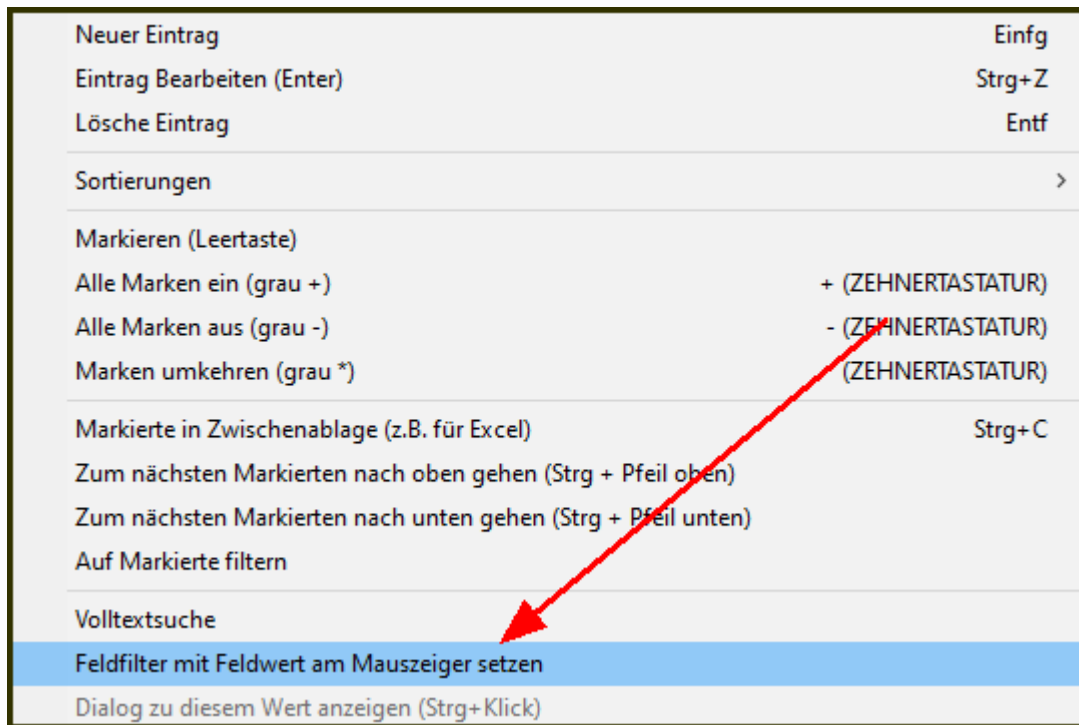 Neuer Eintrag Einfg
Eintrag Bearbeiten (Enter) Strg+Z
Lösche Eintrag Entf
Sortierungen >
Markieren (Leertaste)
Alle Marken ein (grau +) + (ZEHNERTASTATUR)
Alle Marken aus (grau -) - (ZEHNERTASTATUR)
Marken umkehren (grau *) (ZEHNERTASTATUR)
Markierte in Zwischenablage (z.B. für Excel) Strg+C
Zum nächsten Markierten nach oben gehen (Strg + Pfeil oben)
Zum nächsten Markierten nach unten gehen (Strg + Pfeil unten)
Auf Markierte filtern
Volltextsuche
Feldfilter mit Feldwert am Mauszeiger setzen
Dialog zu diesem Wert anzeigen (Strg+Klick)